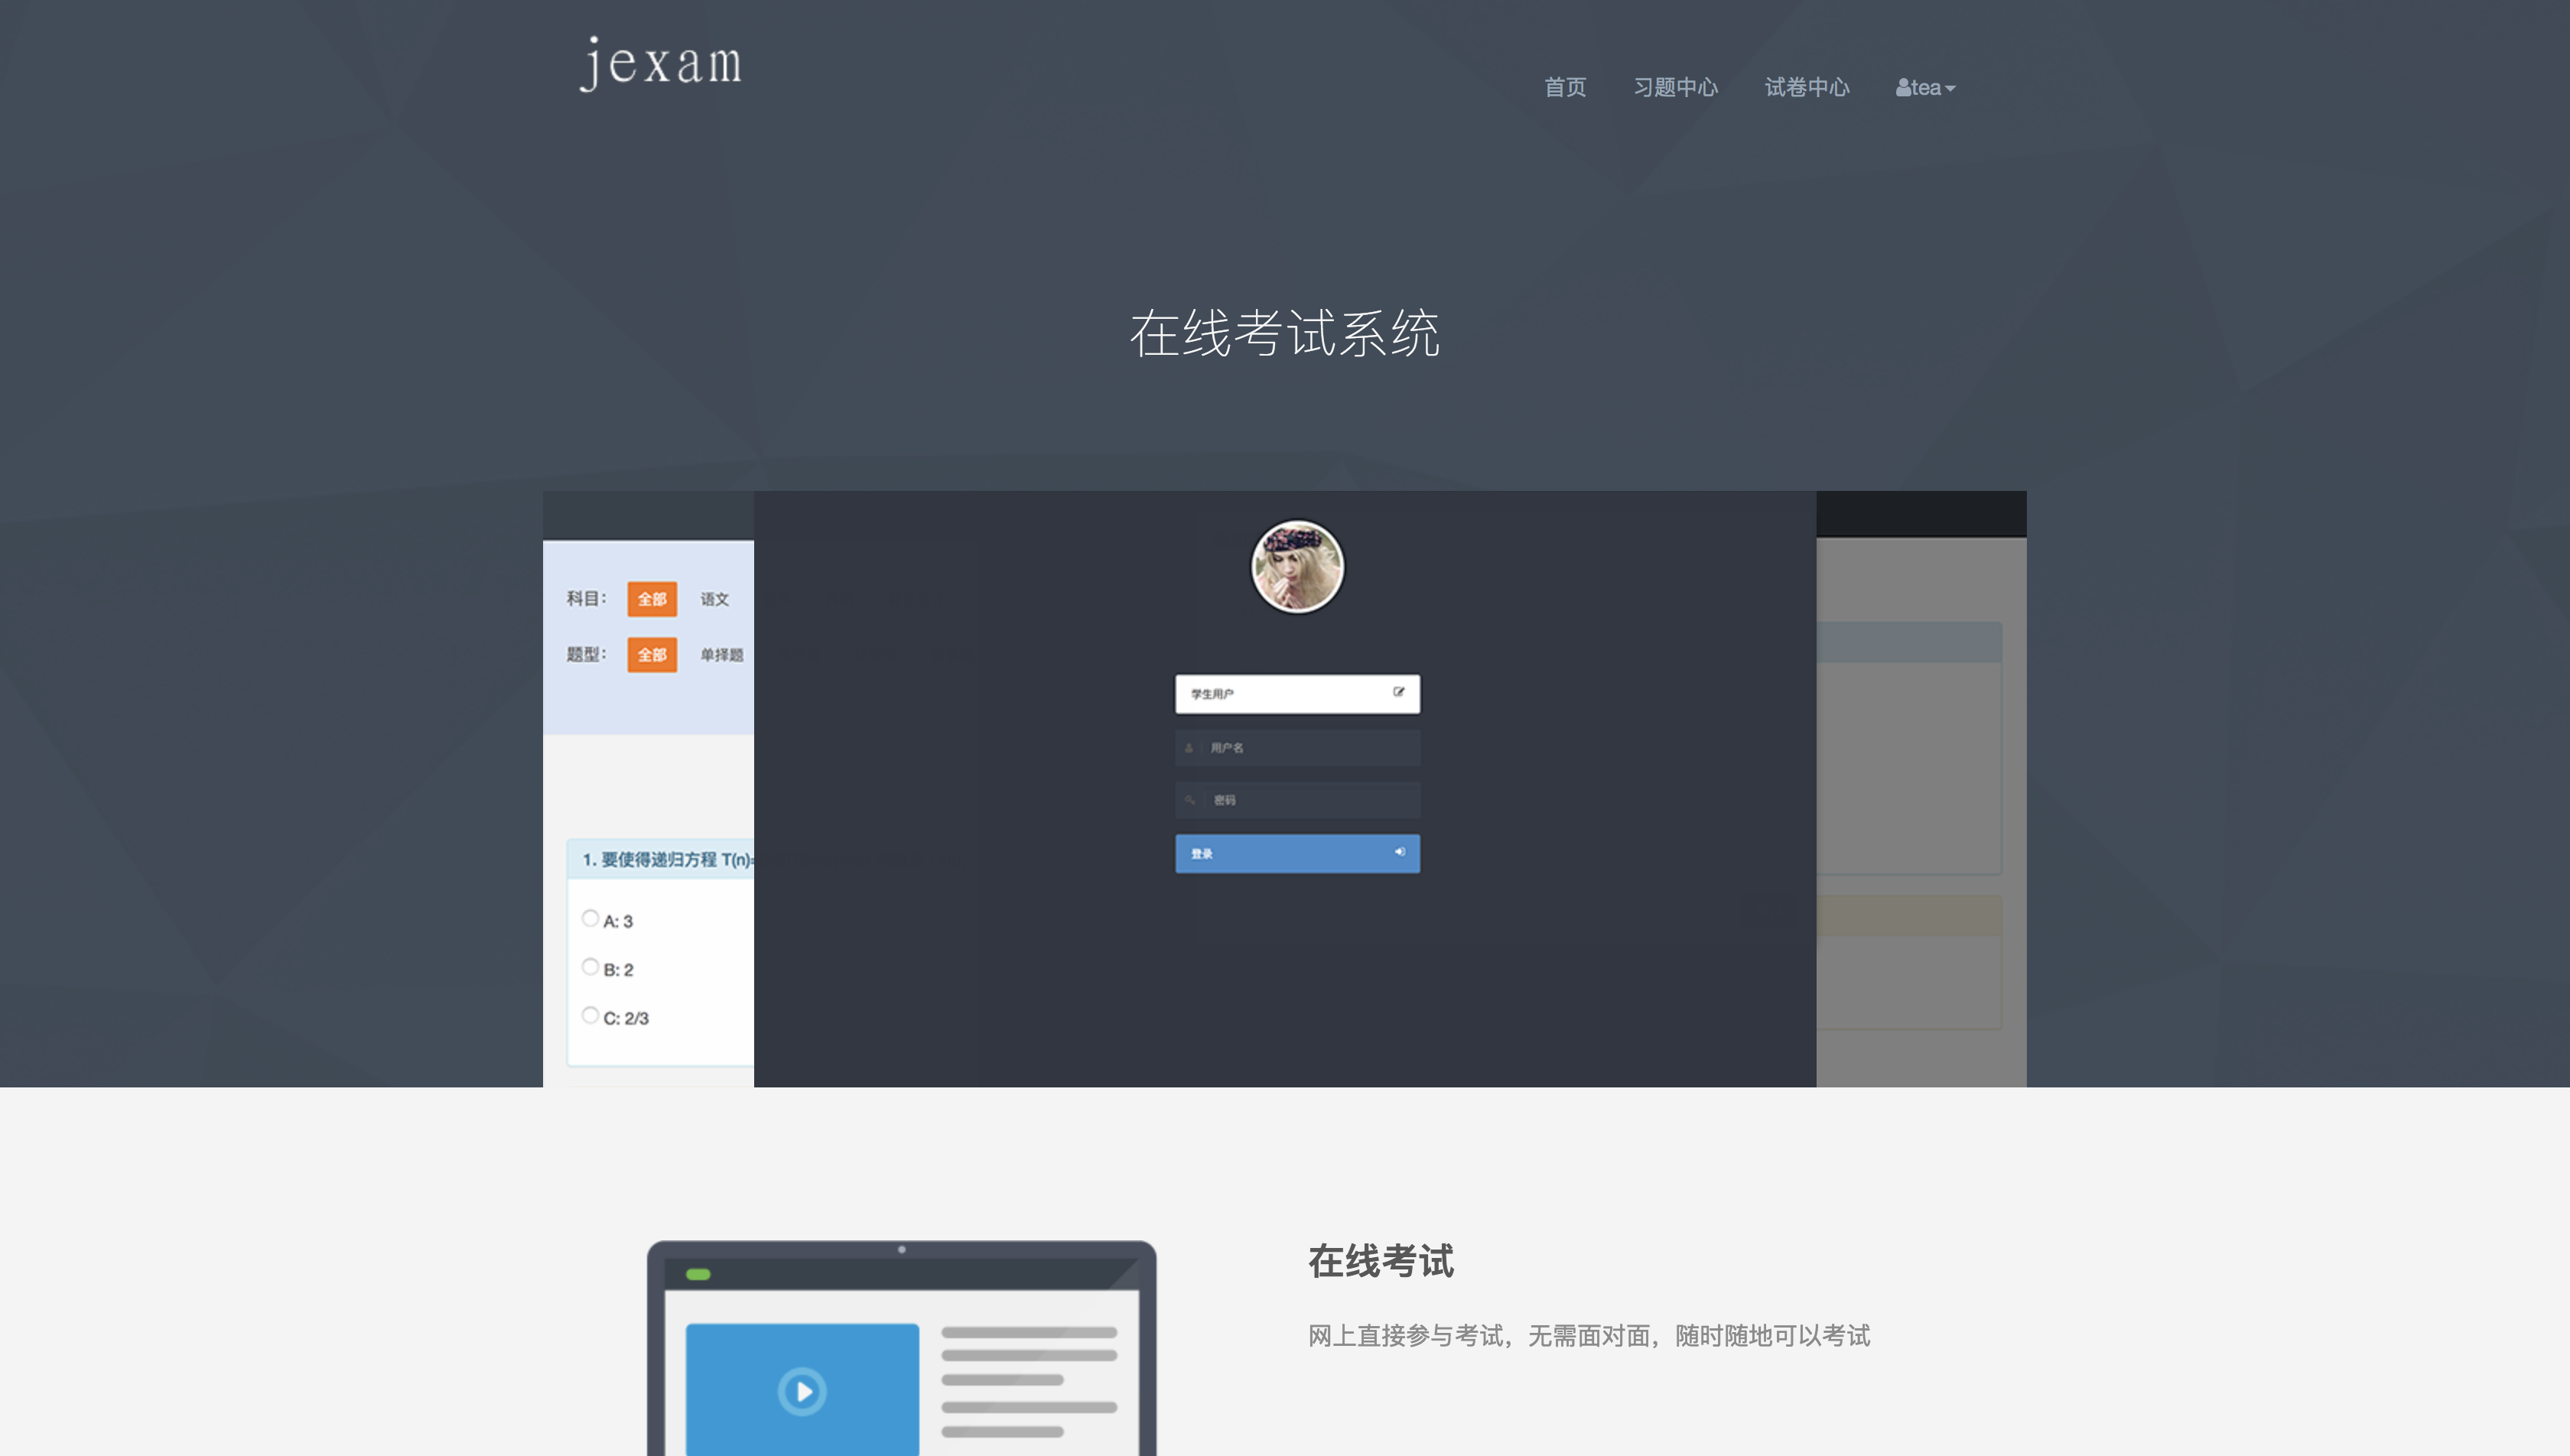 jexam
首页 习题中心 试卷中心 tea
在线考试系统
科目： 全部 语文
题型： 全部 单择题
学生用户
用户名
密码
登录
1. 要使得递归方程 T(n)=
A: 3
B: 2
C: 2/3
在线考试
网上直接参与考试，无需面对面，随时随地可以考试